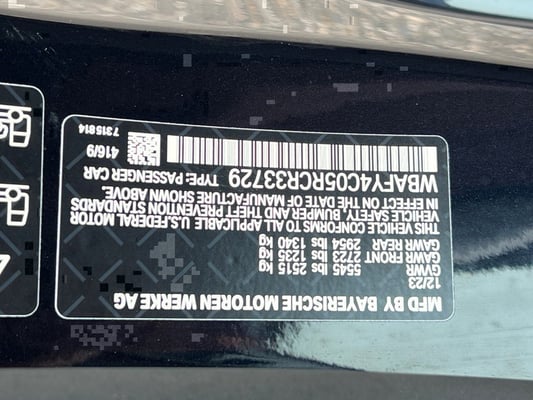 MFD BY BAYERISCHE MOTOREN WERKE AG
12/23
GVWR 5545 lbs 2515 kg
GAWR FRONT 2723 lbs 1235 kg
GAWR REAR 2954 lbs 1340 kg
THIS VEHICLE CONFORMS TO ALL APPLICABLE U.S.FEDERAL MOTOR
VEHICLE SAFETY, BUMPER AND THEFT PREVENTION STANDARDS
IN EFFECT ON THE DATE OF MANUFACTURE SHOWN ABOVE.
WBAFY4C05RCR33729 TYPE: PASSENGER CAR
416/9
7315814